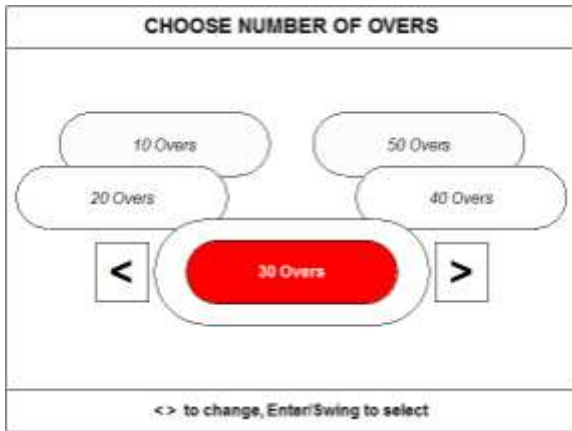 CHOOSE NUMBER OF OVERS
10 Overs
50 Overs
20 Overs
40 Overs
<
30 Overs
>
<> to change, Enter/Swing to select